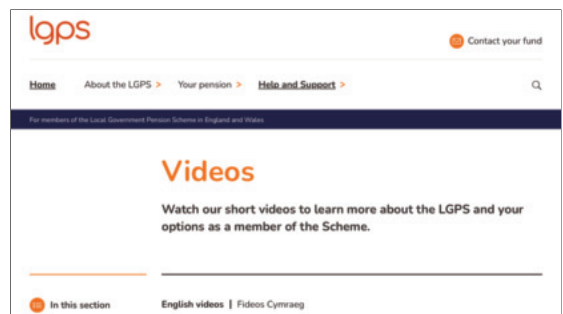 lgps
Contact your fund
Home About the LGPS > Your pension > Help and Support >
For members of the Local Government Pension Scheme in England and Wales
Videos
Watch our short videos to learn more about the LGPS and your
options as a member of the Scheme.
In this section
English videos | Fideos Cymraeg